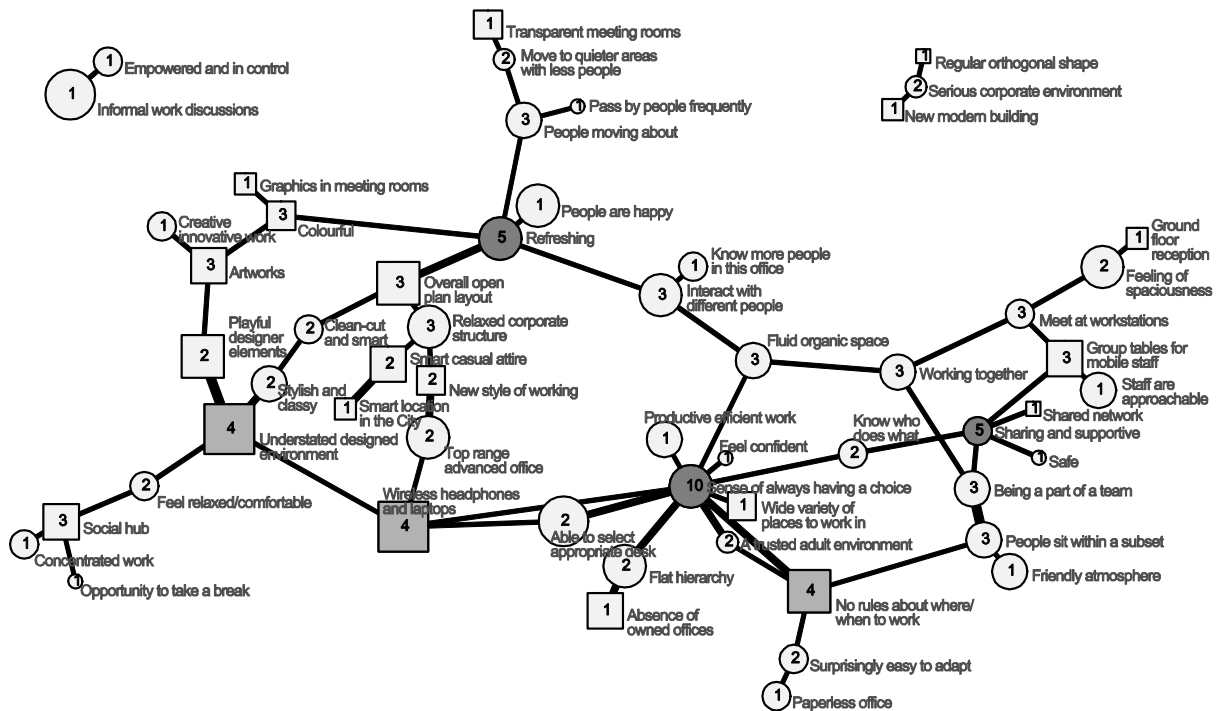 1
Transparent meeting rooms
2
Move to quieter areas
with less people
1
Empowered and in control
1
Informal work discussions
1
Regular orthogonal shape
2
Serious corporate environment
1
New modern building
1
Pass by people frequently
3
People moving about
1
Graphics in meeting rooms
3
Colourful
1
Creative
innovative work
3
Artworks
1
People are happy
5
Refreshing
3
Overall open
plan layout
1
Know more people
in this office
3
Interact with
different people
1
Ground
floor
reception
2
Feeling of
spaciousness
3
Meet at workstations
2
Playful
designer
elements
2
Clean-cut
and smart
3
Relaxed corporate
structure
2
Smart casual attire
2
New style of working
1
Smart location
in the City
2
Stylish and
classy
3
Fluid organic space
3
Working together
3
Group tables for
mobile staff
1
Staff are
approachable
1
Shared network
5
Sharing and supportive
1
Safe
4
Understated designed
environment
2
Top range
advanced office
1
Productive efficient work
1
Feel confident
2
Know who
does what
2
Feel relaxed/comfortable
4
Wireless headphones
and laptops
10
Sense of always having a choice
1
Wide variety of
places to work in
3
Being a part of a team
3
Social hub
1
Concentrated work
1
Opportunity to take a break
2
Able to select
appropriate desk
2
A trusted adult environment
3
People sit within a subset
1
Friendly atmosphere
2
Flat hierarchy
1
Absence of
owned offices
4
No rules about where/
when to work
2
Surprisingly easy to adapt
1
Paperless office